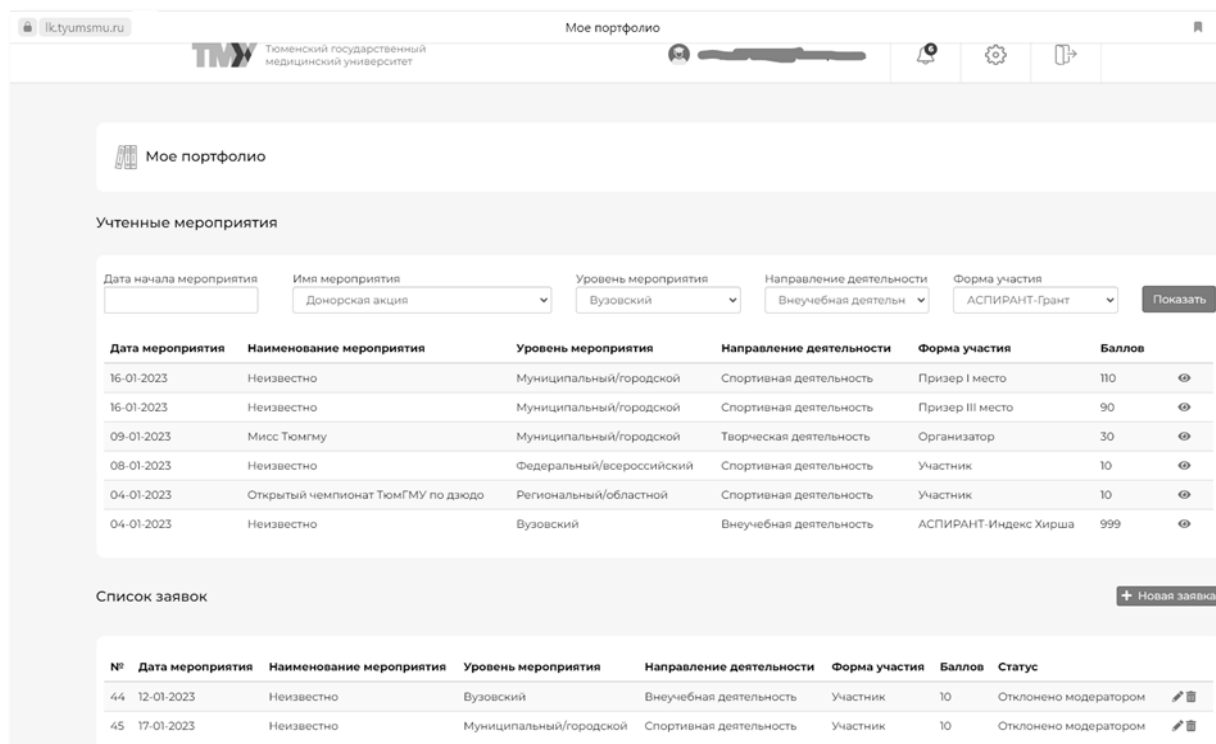 lk.tyumsmu.ru Мое портфолио
ТМУ Тюменский государственный
медицинский университет
6
Мое портфолио
Учтенные мероприятия
Дата начала мероприятия Имя мероприятия Уровень мероприятия Направление деятельности Форма участия
Донорская акция Вузовский Внеучебная деятельн АСПИРАНТ-Грант Показать
Дата мероприятия Наименование мероприятия Уровень мероприятия Направление деятельности Форма участия Баллов
16-01-2023 Неизвестно Муниципальный/городской Спортивная деятельность Призер I место 110
16-01-2023 Неизвестно Муниципальный/городской Спортивная деятельность Призер III место 90
09-01-2023 Мисс Тюмгму Муниципальный/городской Творческая деятельность Организатор 30
08-01-2023 Неизвестно Федеральный/всероссийский Спортивная деятельность Участник 10
04-01-2023 Открытый чемпионат ТюмГМУ по дзюдо Региональный/областной Спортивная деятельность Участник 10
04-01-2023 Неизвестно Вузовский Внеучебная деятельность АСПИРАНТ-Индекс Хирша 999
Список заявок + Новая заявка
№ Дата мероприятия Наименование мероприятия Уровень мероприятия Направление деятельности Форма участия Баллов Статус
44 12-01-2023 Неизвестно Вузовский Внеучебная деятельность Участник 10 Отклонено модератором
45 17-01-2023 Неизвестно Муниципальный/городской Спортивная деятельность Участник 10 Отклонено модератором